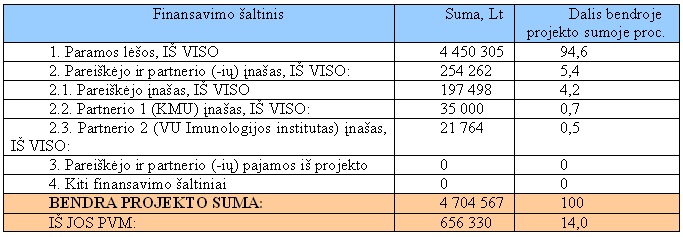 Finansavimo šaltinis Suma, Lt Dalis bendroje
projekto sumoje proc.
1. Paramos lėšos, IŠ VISO 4 450 305 94,6
2. Pareiškėjo ir partnerio (-ių) įnašas, IŠ VISO: 254 262 5,4
2.1. Pareiškėjo įnašas, IŠ VISO 197 498 4,2
2.2. Partnerio 1 (KMU) įnašas, IŠ VISO: 35 000 0,7
2.3. Partnerio 2 (VU Imunologijos institutas) įnašas, 21 764 0,5
IŠ VISO:
3. Pareiškėjo ir partnerio (-ių) pajamos iš projekto 0 0
4. Kiti finansavimo šaltiniai 0 0
BENDRA PROJEKTO SUMA: 4 704 567 100
IŠ JOS PVM: 656 330 14,0